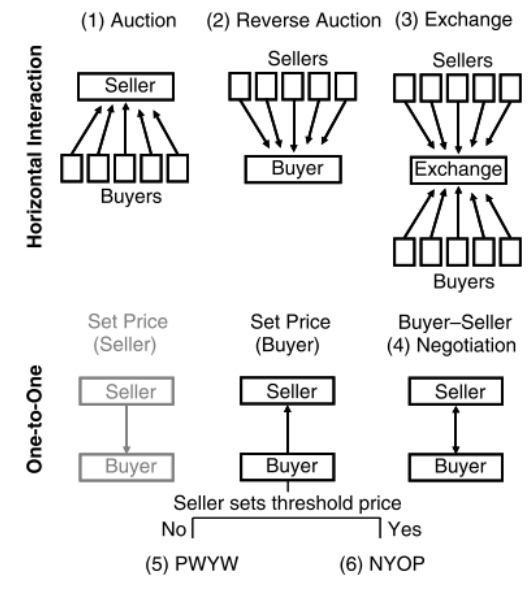 (1) Auction
(2) Reverse Auction
(3) Exchange
Horizontal Interaction
Seller
Buyers
Sellers
Buyer
Sellers
Exchange
Buyers
One-to-One
Set Price
(Seller)
Seller
Buyer
Set Price
(Buyer)
Seller
Buyer
Buyer–Seller
(4) Negotiation
Seller
Buyer
Seller sets threshold price
No
Yes
(5) PWYW
(6) NYOP